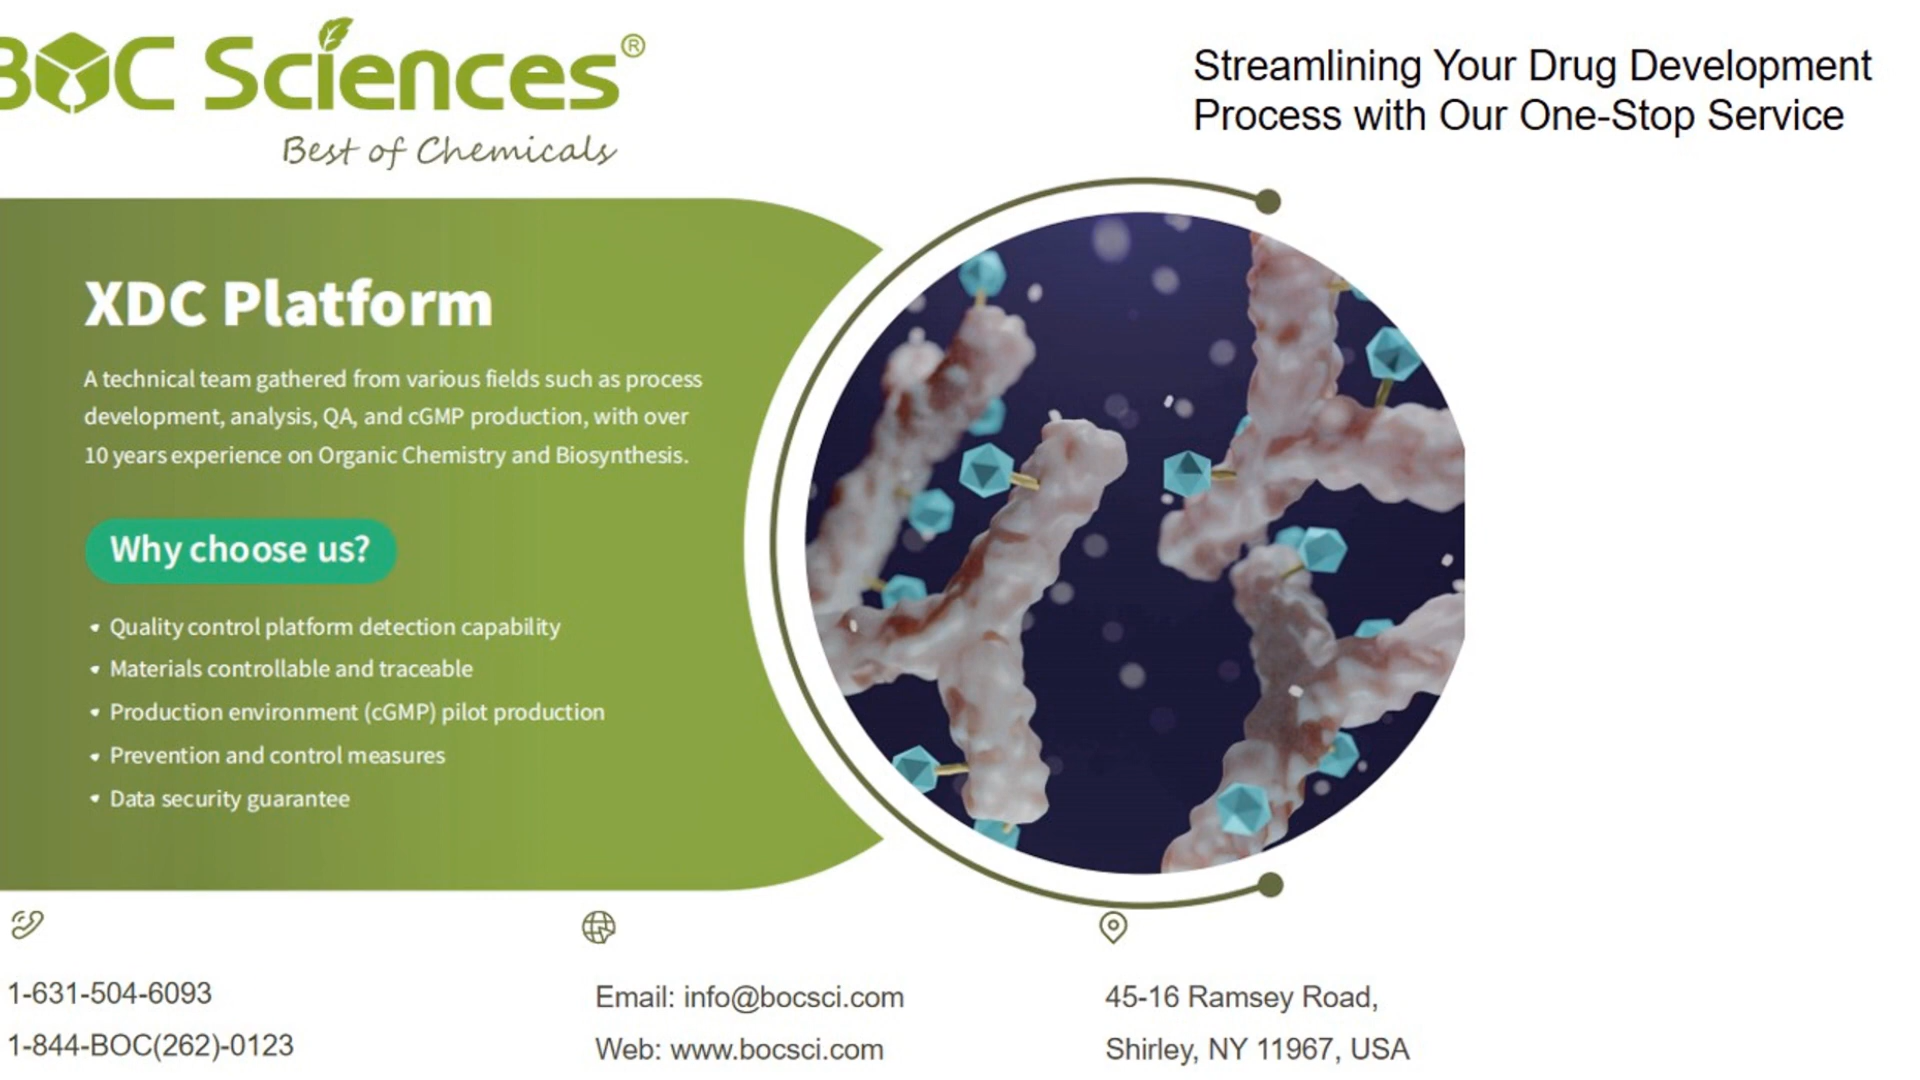 BOC Sciences®
Best of Chemicals
Streamlining Your Drug Development
Process with Our One-Stop Service
XDC Platform
A technical team gathered from various fields such as process
development, analysis, QA, and cGMP production, with over
10 years experience on Organic Chemistry and Biosynthesis.
Why choose us?
• Quality control platform detection capability
• Materials controllable and traceable
• Production environment (cGMP) pilot production
• Prevention and control measures
• Data security guarantee
1-631-504-6093
1-844-BOC(262)-0123
Email: info@bocsci.com
Web: www.bocsci.com
45-16 Ramsey Road,
Shirley, NY 11967, USA